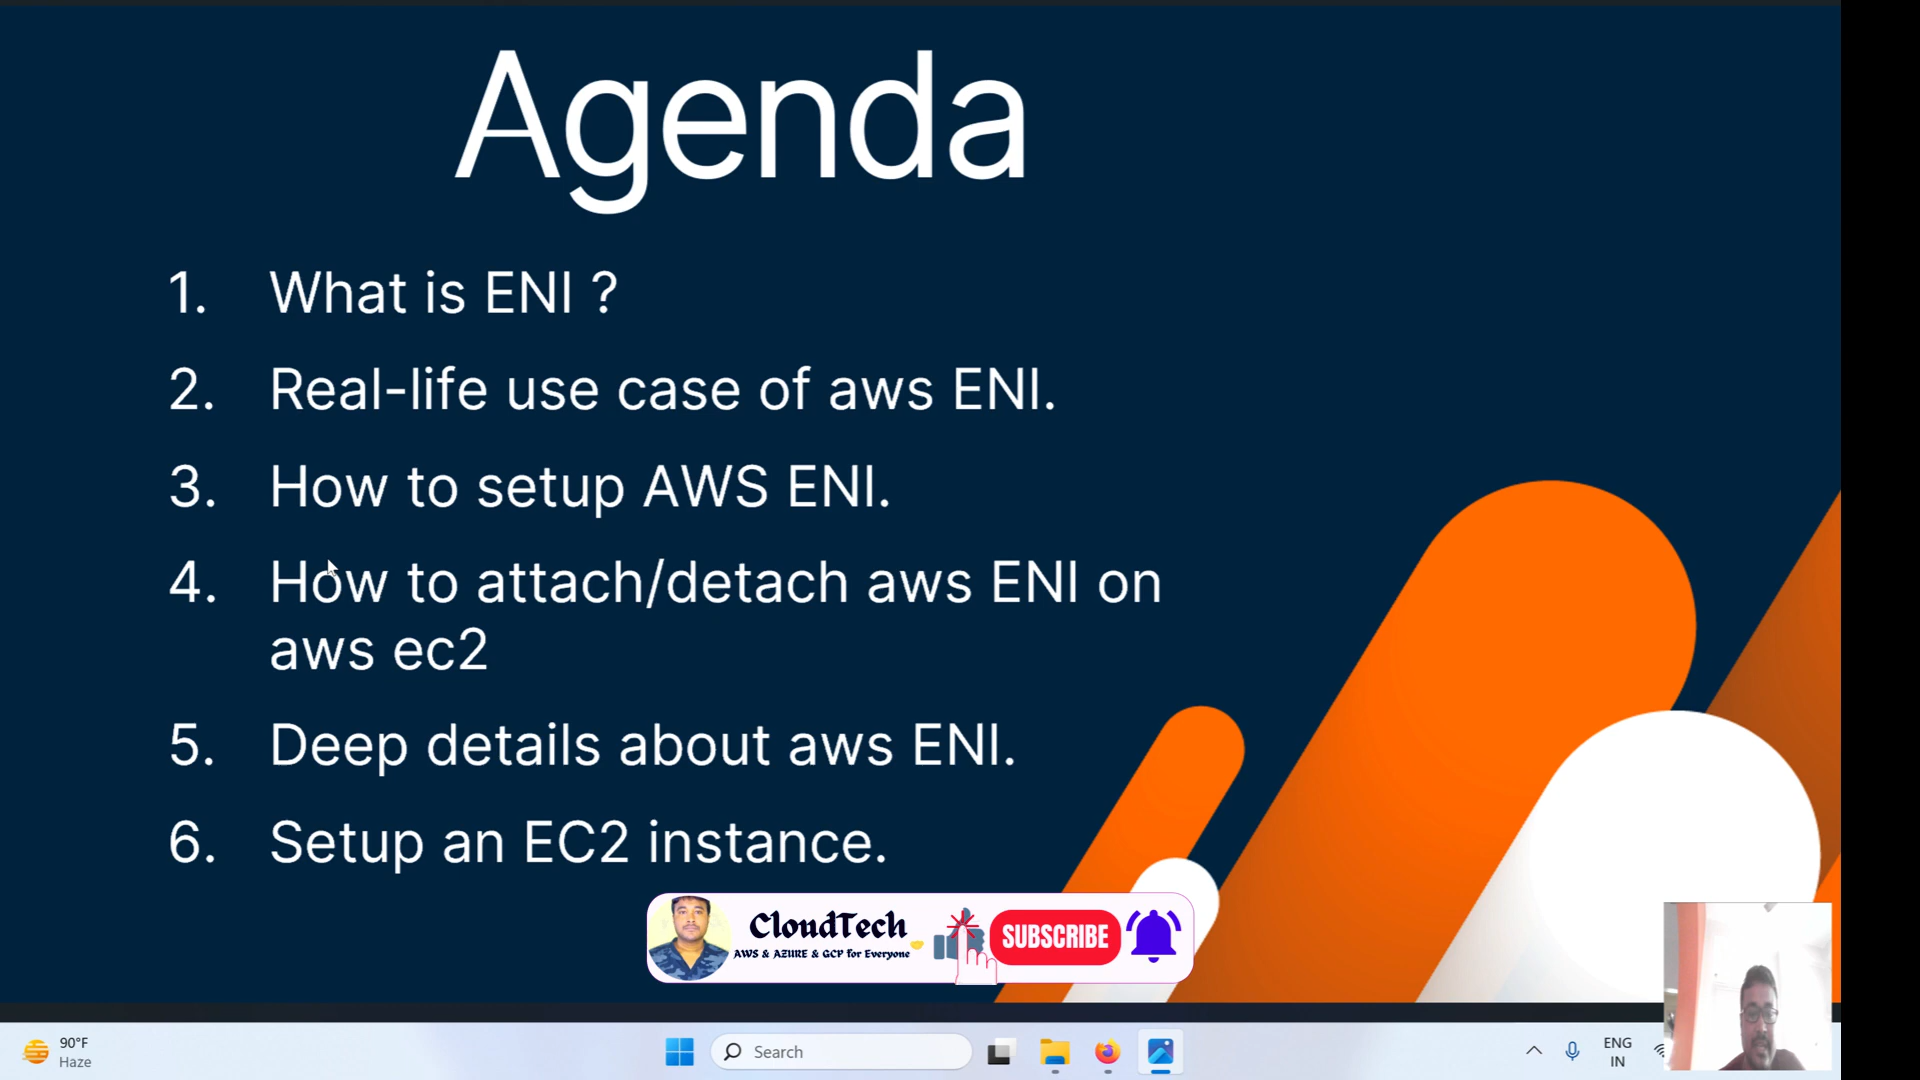 Agenda
1. What is ENI ?
2. Real-life use case of aws ENI.
3. How to setup AWS ENI.
4. How to attach/detach aws ENI on
aws ec2
5. Deep details about aws ENI.
6. Setup an EC2 instance.
CloudTech
AWS & AZURE & GCP for Everyone
SUBSCRIBE
90°F
Haze
Search
ENG
IN